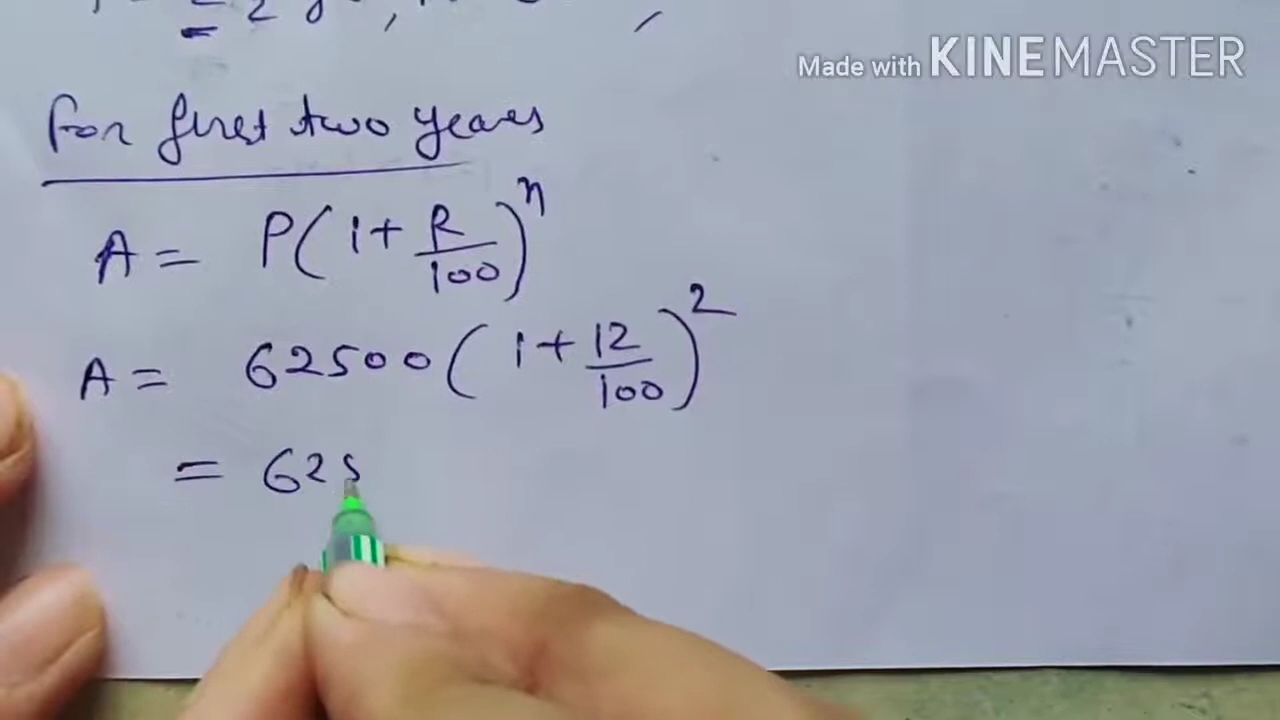 Made with KINEMASTER
For first two years
A = P(1 + R/100)^n
A = 62500(1 + 12/100)^2
= 625